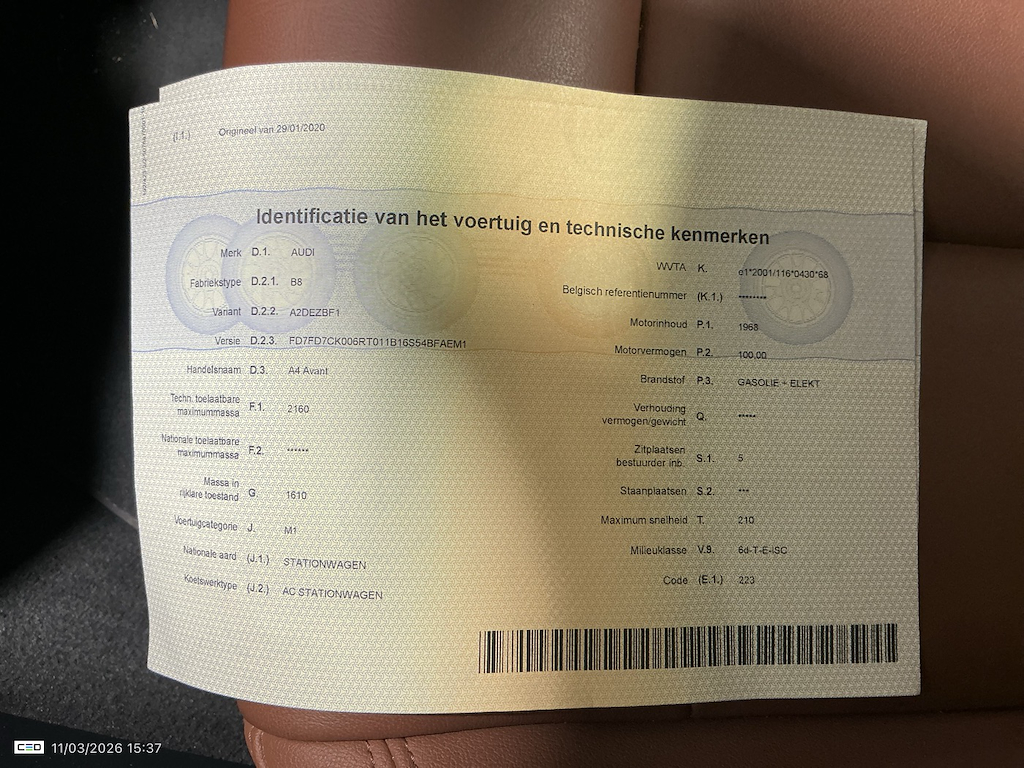 (I.1.) Origineel van 29/01/2020
Identificatie van het voertuig en technische kenmerken
Merk D.1. AUDI
Fabriekstype D.2.1. B8
Variant D.2.2. A2DEZBF1
Versie D.2.3. FD7FD7CK006RT011B16S54BFAEM1
Handelsnaam D.3. A4 Avant
Techn. toelaatbare
maximummassa F.1. 2160
Nationale toelaatbare
maximummassa F.2. ******
Massa in
rijklare toestand G. 1610
Voertuigcategorie J. M1
Nationale aard (J.1.) STATIONWAGEN
Koetswerktype (J.2.) AC STATIONWAGEN
WVTA K. e1*2001/116*0430*68
Belgisch referentienummer (K.1.) ********
Motorinhoud P.1. 1968
Motorvermogen P.2. 100,00
Brandstof P.3. GASOLIE + ELEKT
Verhouding
vermogen/gewicht Q. *****
Zitplaatsen
bestuurder inb. S.1. 5
Staanplaatsen S.2. ***
Maximum snelheid T. 210
Milieuklasse V.9. 6d-T-E-ISC
Code (E.1.) 223
CEO 11/03/2026 15:37